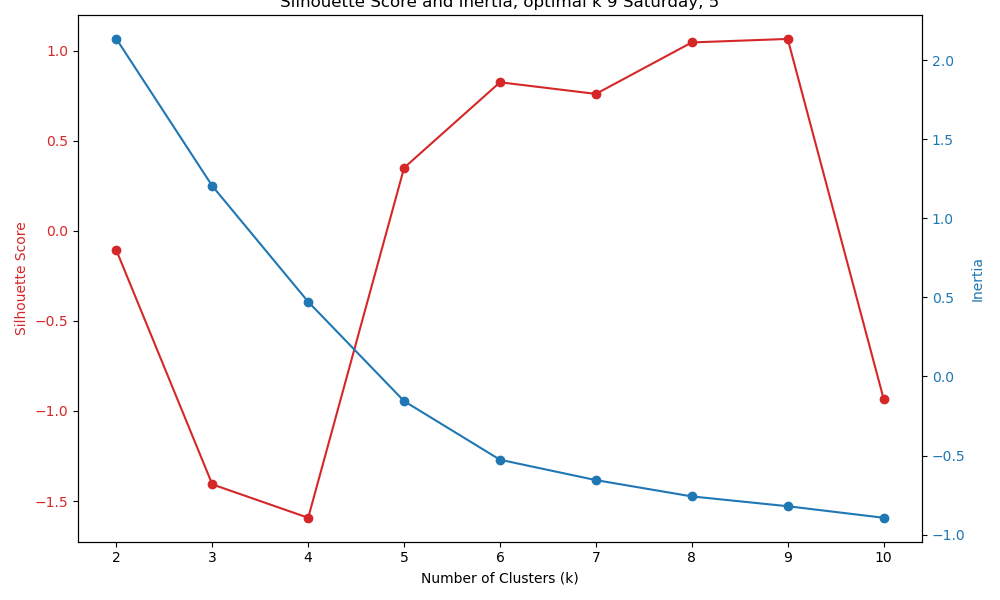 Silhouette Score and Inertia, optimal k 9 Saturday, 5
1.0
0.5
0.0
−0.5
−1.0
−1.5
Silhouette Score
2.0
1.5
1.0
0.5
0.0
−0.5
−1.0
Inertia
2 3 4 5 6 7 8 9 10
Number of Clusters (k)